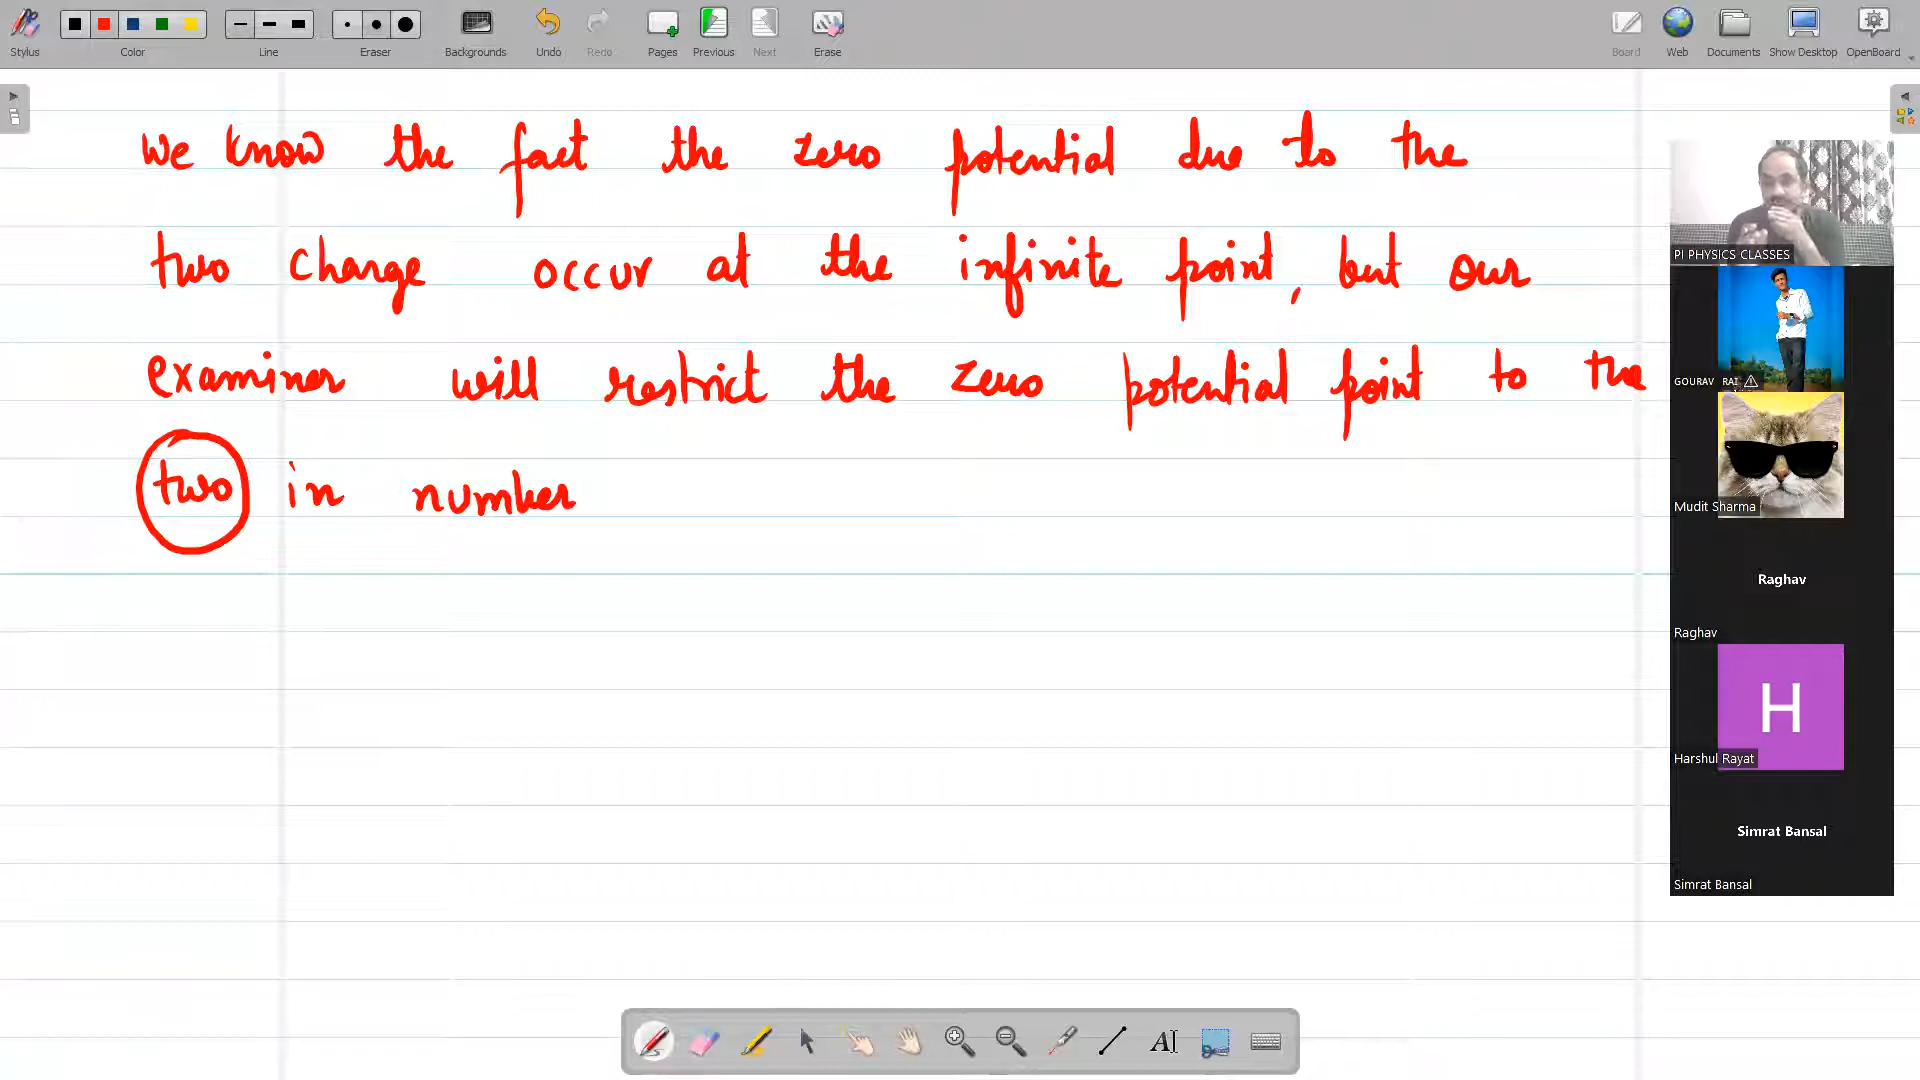 Stylus
Color
Line
Eraser
Backgrounds
Undo
Redo
Pages
Previous
Next
Erase
Board
Web
Documents
Show Desktop
OpenBoard
We know the fact the zero potential due to the
two charge occur at the infinite point, but our
examiner will restrict the zero potential point to the
two in number
PI PHYSICS CLASSES
GOURAV RAI
Mudit Sharma
Raghav
Raghav
H
Harshul Rayat
Simrat Bansal
Simrat Bansal